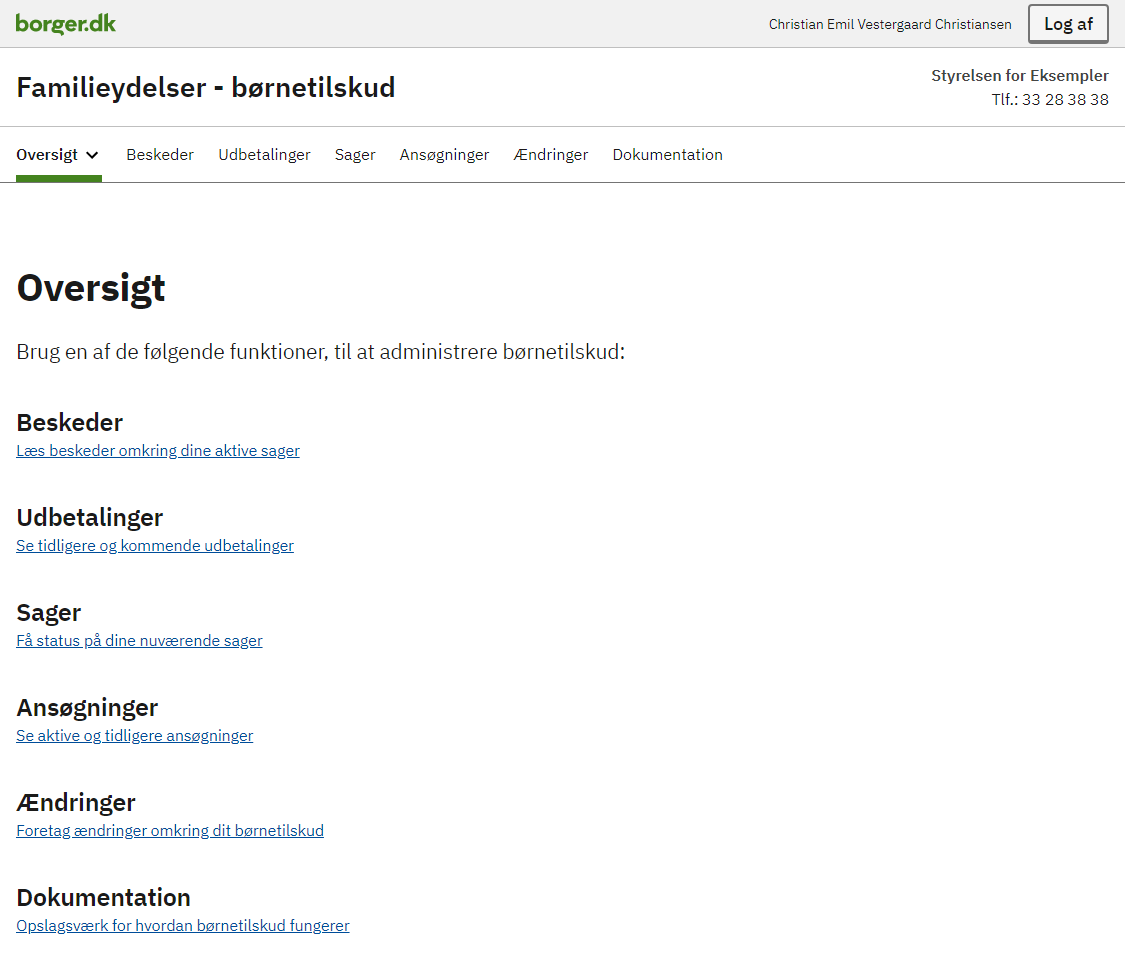 borger.dk
Christian Emil Vestergaard Christiansen
Log af
Familieydelser - børnetilskud
Styrelsen for Eksempler
Tlf.: 33 28 38 38
Oversigt Beskeder Udbetalinger Sager Ansøgninger Ændringer Dokumentation
Oversigt
Brug en af de følgende funktioner, til at administrere børnetilskud:
Beskeder
Læs beskeder omkring dine aktive sager
Udbetalinger
Se tidligere og kommende udbetalinger
Sager
Få status på dine nuværende sager
Ansøgninger
Se aktive og tidligere ansøgninger
Ændringer
Foretag ændringer omkring dit børnetilskud
Dokumentation
Opslagsværk for hvordan børnetilskud fungerer